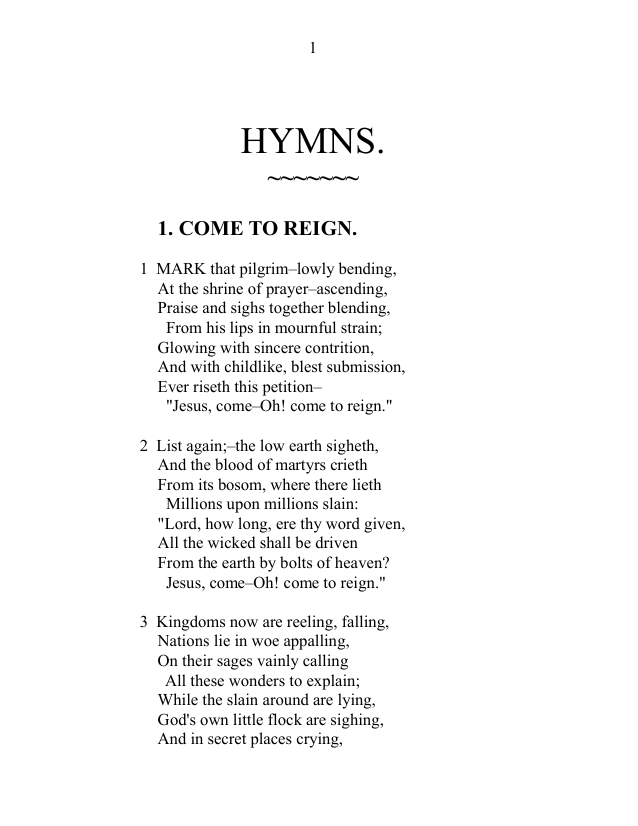 1
HYMNS.
~~~~~~~
1. COME TO REIGN.
1 MARK that pilgrim–lowly bending,
At the shrine of prayer–ascending,
Praise and sighs together blending,
From his lips in mournful strain;
Glowing with sincere contrition,
And with childlike, blest submission,
Ever riseth this petition–
"Jesus, come–Oh! come to reign."
2 List again;–the low earth sigheth,
And the blood of martyrs crieth
From its bosom, where there lieth
Millions upon millions slain:
"Lord, how long, ere thy word given,
All the wicked shall be driven
From the earth by bolts of heaven?
Jesus, come–Oh! come to reign."
3 Kingdoms now are reeling, falling,
Nations lie in woe appalling,
On their sages vainly calling
All these wonders to explain;
While the slain around are lying,
God's own little flock are sighing,
And in secret places crying,